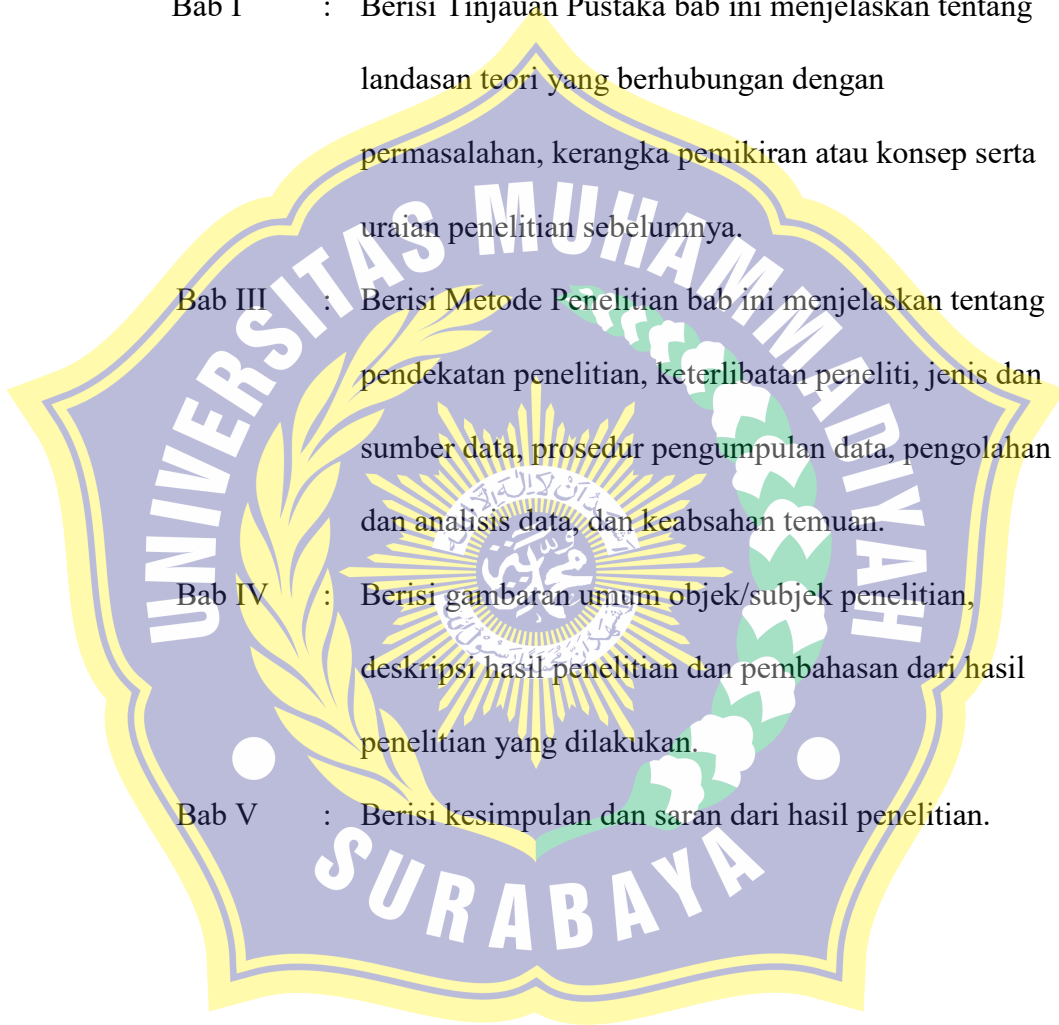 Bab I : Berisi Tinjauan Pustaka bab ini menjelaskan tentang
landasan teori yang berhubungan dengan
permasalahan, kerangka pemikiran atau konsep serta
uraian penelitian sebelumnya.
Bab III : Berisi Metode Penelitian bab ini menjelaskan tentang
pendekatan penelitian, keterlibatan peneliti, jenis dan
sumber data, prosedur pengumpulan data, pengolahan
dan analisis data, dan keabsahan temuan.
Bab IV : Berisi gambaran umum objek/subjek penelitian,
deskripsi hasil penelitian dan pembahasan dari hasil
penelitian yang dilakukan.
Bab V : Berisi kesimpulan dan saran dari hasil penelitian.
UNIVERSITAS MUHAMMADIYAH
SURABAYA